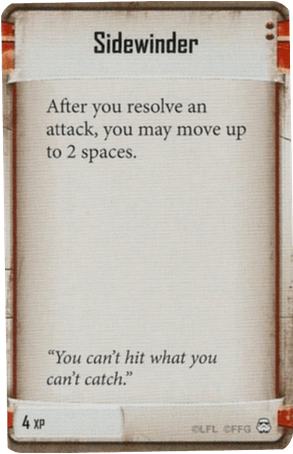 Sidewinder
After you resolve an
attack, you may move up
to 2 spaces.
“You can’t hit what you
can’t catch.”
4 XP
©LFL ©FFG